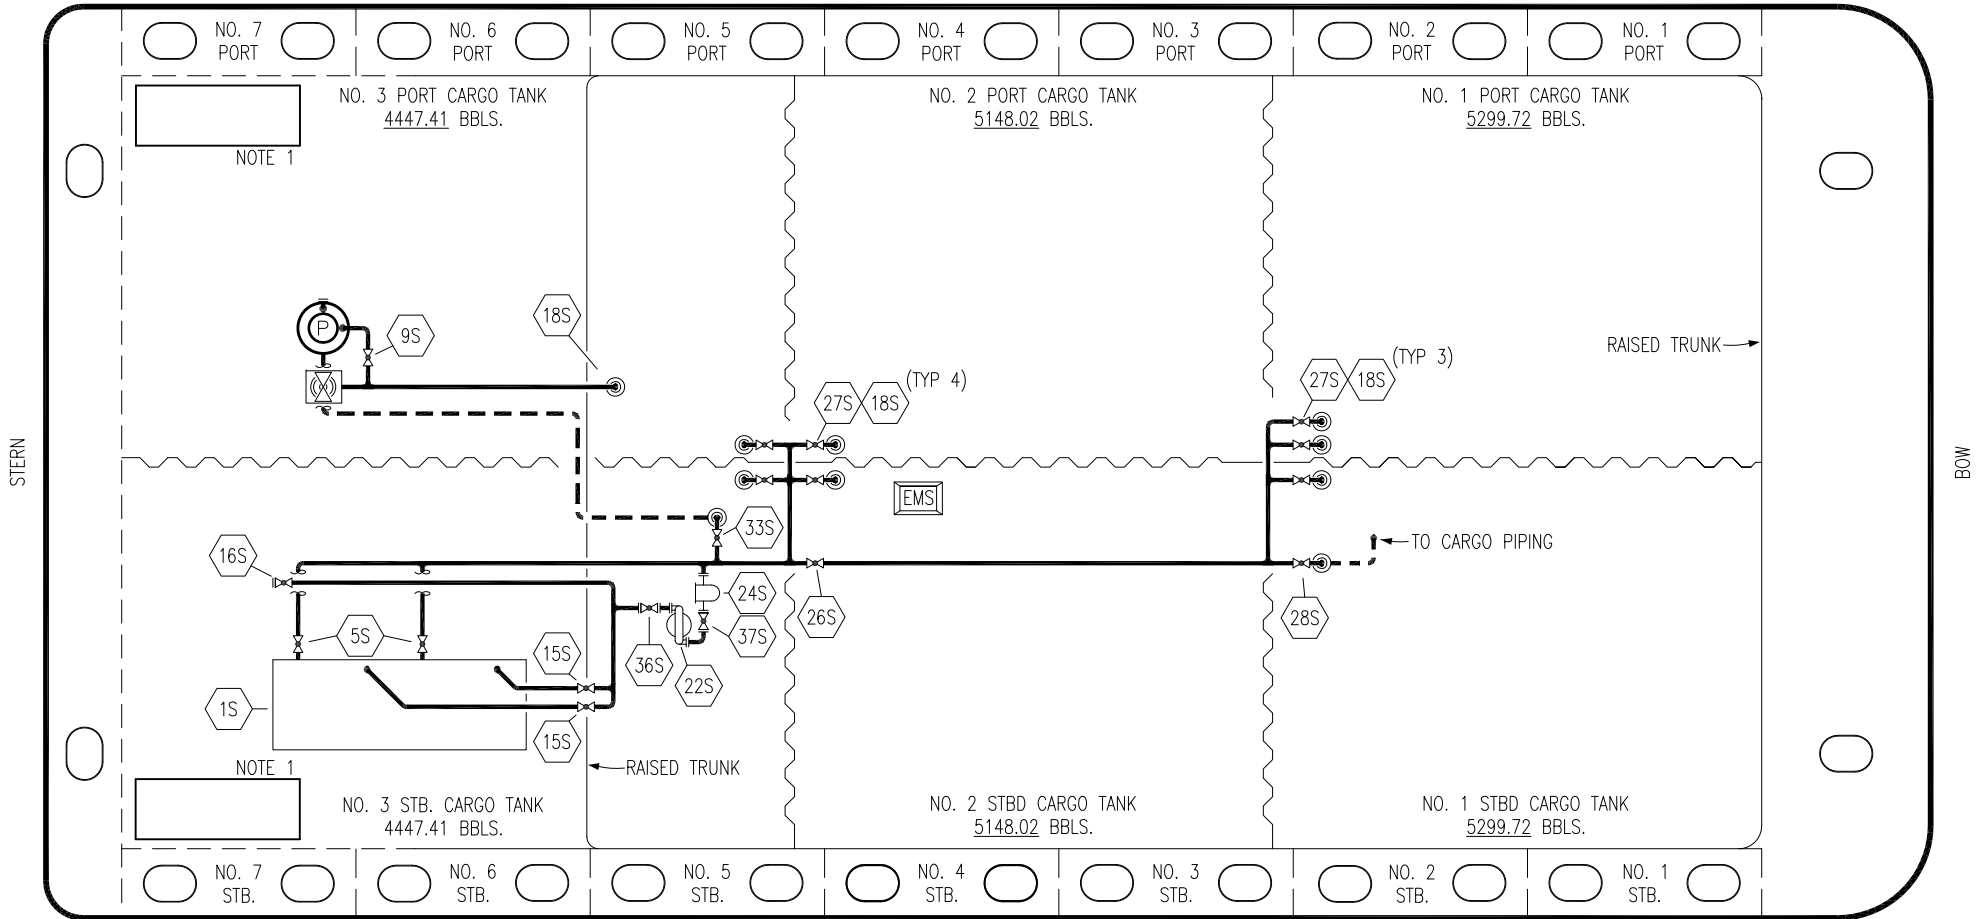 NO. 7
PORT
NO. 6
PORT
NO. 5
PORT
NO. 4
PORT
NO. 3
PORT
NO. 2
PORT
NO. 1
PORT
NO. 3 PORT CARGO TANK
4447.41 BBLS.
NO. 2 PORT CARGO TANK
5148.02 BBLS.
NO. 1 PORT CARGO TANK
5299.72 BBLS.
NOTE 1
P
9S
18S
RAISED TRUNK
27S
18S
(TYP 4)
27S
18S
(TYP 3)
STERN
BOW
EMS
33S
TO CARGO PIPING
16S
24S
26S
28S
5S
37S
36S
15S
22S
1S
15S
RAISED TRUNK
NOTE 1
NO. 3 STB. CARGO TANK
4447.41 BBLS.
NO. 2 STBD CARGO TANK
5148.02 BBLS.
NO. 1 STBD CARGO TANK
5299.72 BBLS.
NO. 7
STB.
NO. 6
STB.
NO. 5
STB.
NO. 4
STB.
NO. 3
STB.
NO. 2
STB.
NO. 1
STB.